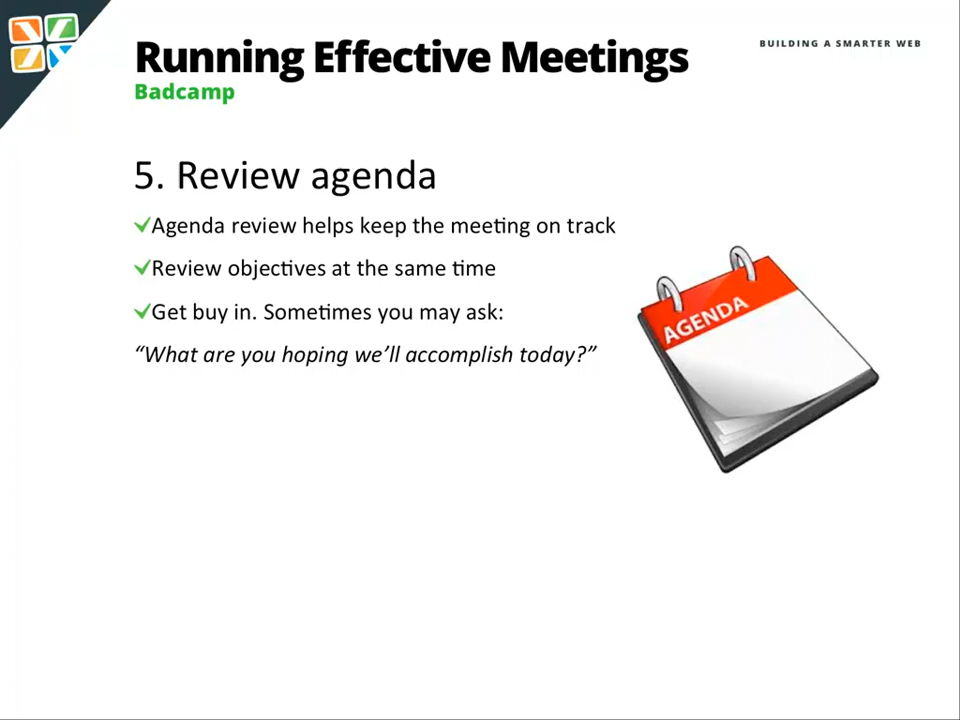 Running Effective Meetings
BUILDING A SMARTER WEB
Badcamp
5. Review agenda
Agenda review helps keep the meeting on track
Review objectives at the same time
Get buy in. Sometimes you may ask:
“What are you hoping we’ll accomplish today?”
AGENDA